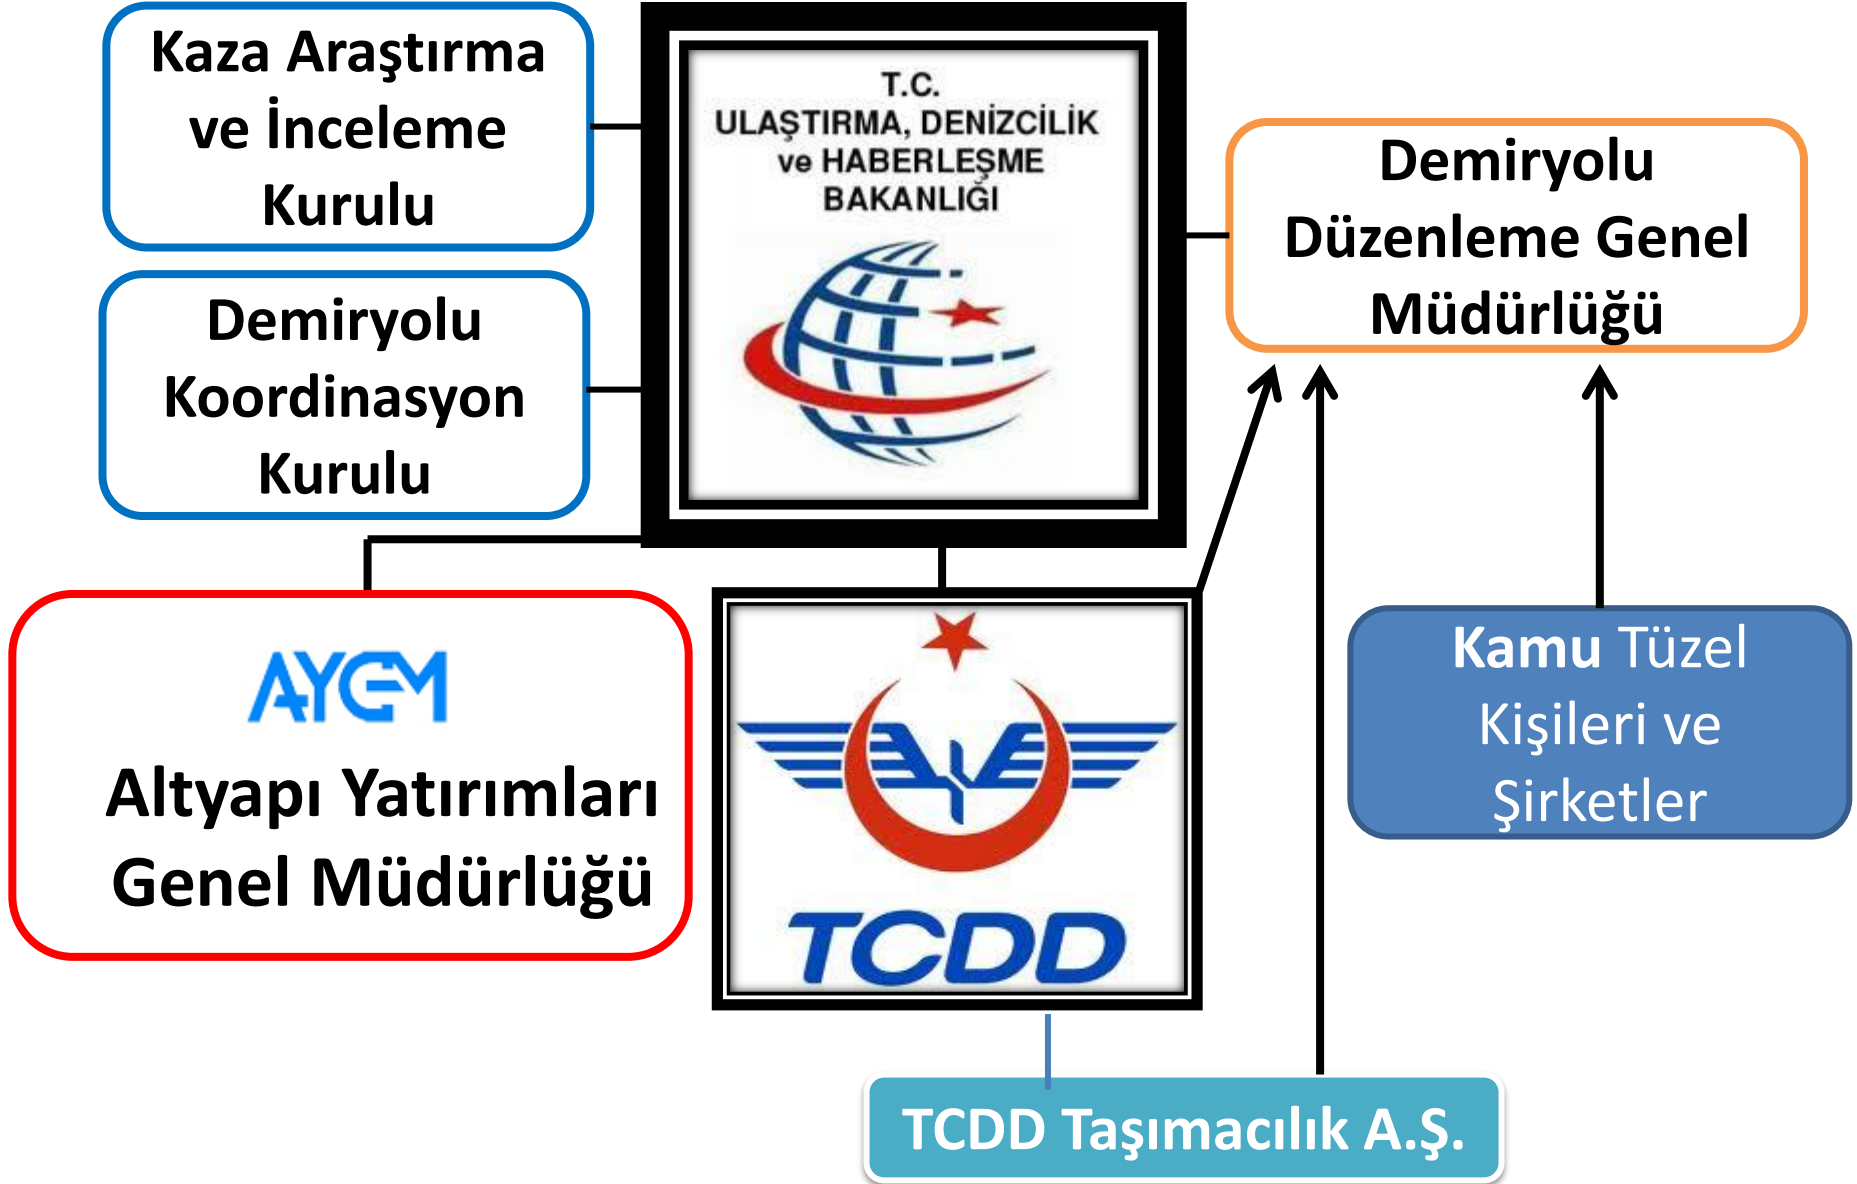 Kaza Araştırma
ve İnceleme
Kurulu
T.C.
ULAŞTIRMA, DENİZCİLİK
ve HABERLEŞME
BAKANLIĞI
Demiryolu
Düzenleme Genel
Müdürlüğü
Demiryolu
Koordinasyon
Kurulu
AYGM
Altyapı Yatırımları
Genel Müdürlüğü
TCDD
Kamu Tüzel
Kişileri ve
Şirketler
TCDD Taşımacılık A.Ş.